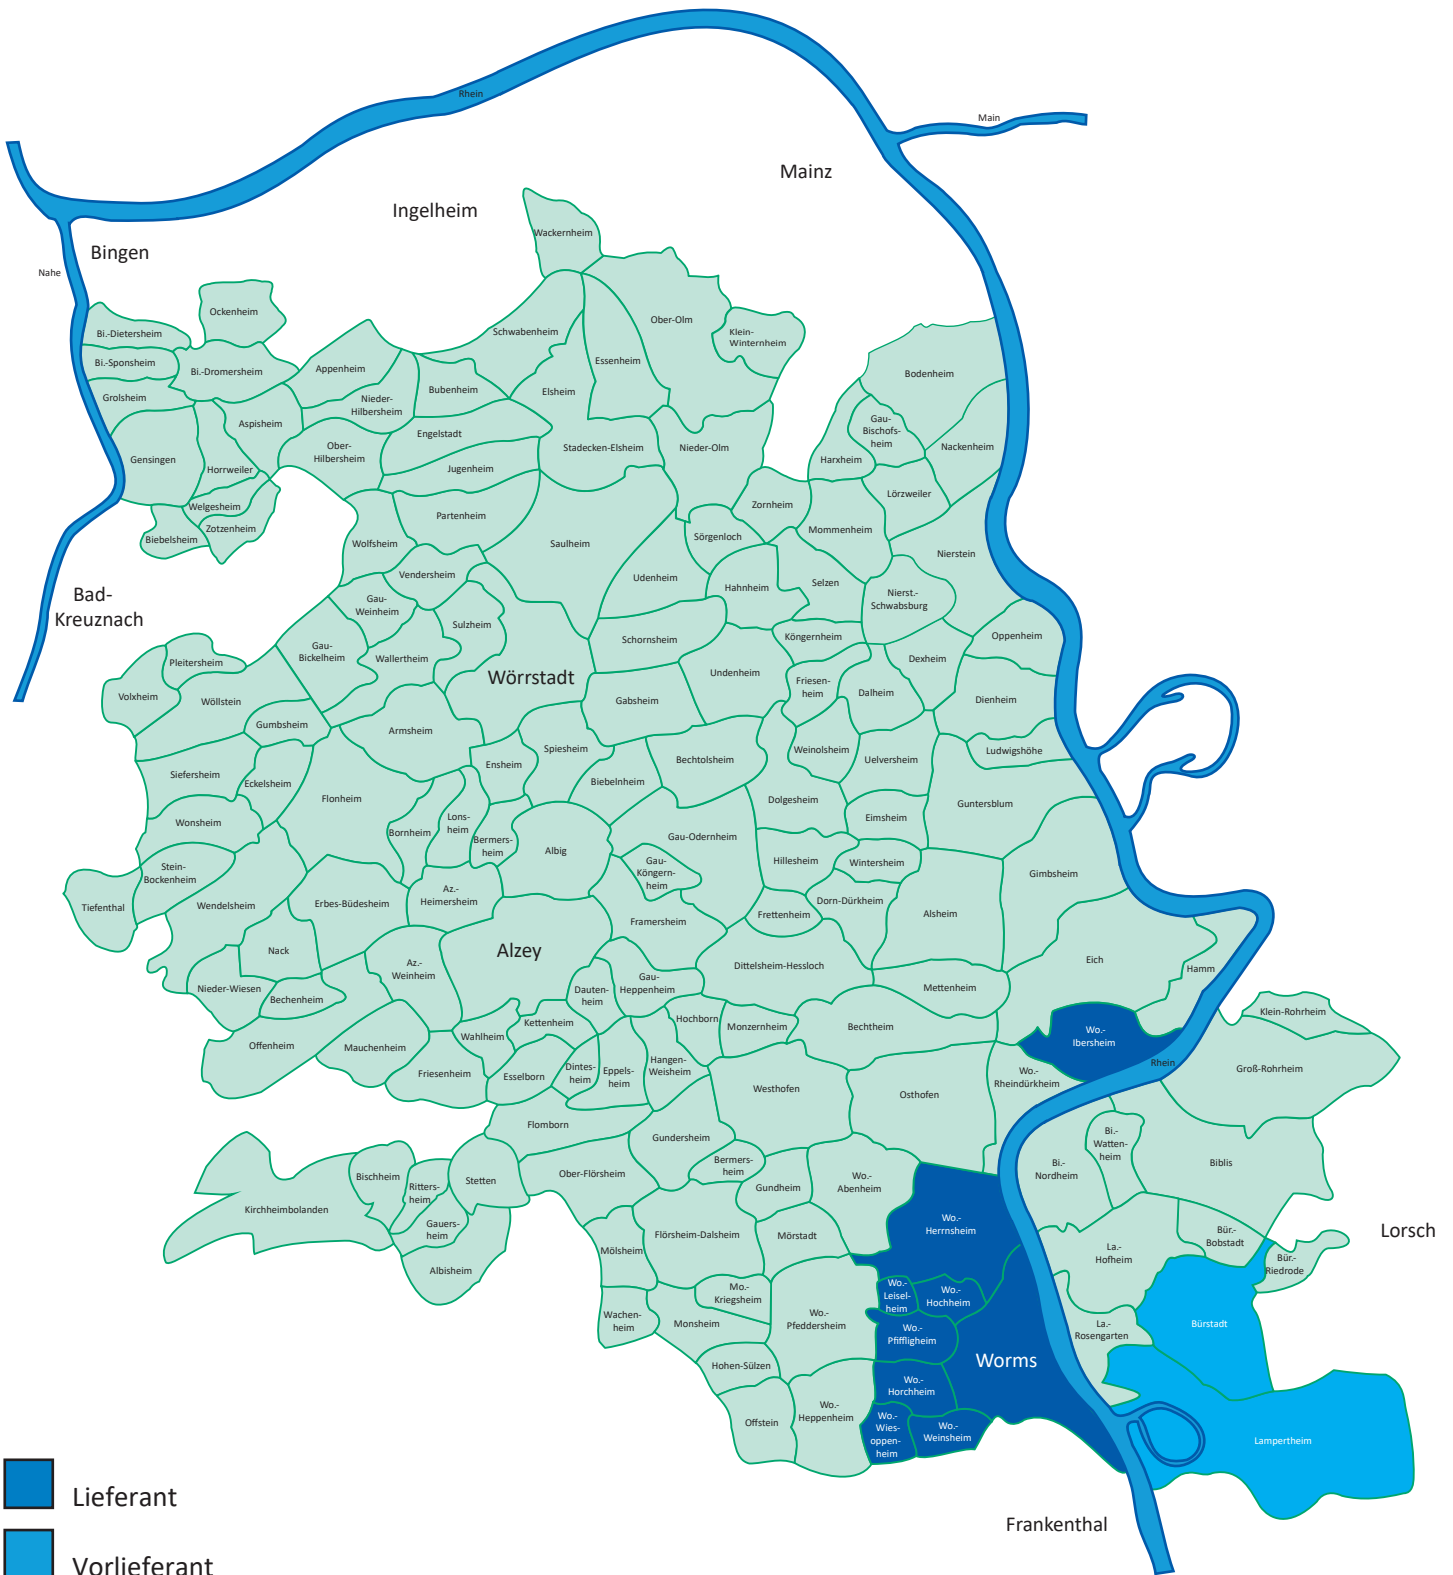 Rhein
Main
Mainz
Ingelheim
Wackernheim
Bingen
Nahe
Ockenheim
Bi.-Dietersheim
Schwabenheim
Ober-Olm
Klein-
Winternheim
Bi.-Sponsheim
Bi.-Dromersheim
Appenheim
Essenheim
Bodenheim
Grolsheim
Nieder-
Hilbersheim
Bubenheim
Elsheim
Aspisheim
Gau-
Bischofs-
heim
Engelstadt
Ober-
Hilbersheim
Stadecken-Elsheim
Nieder-Olm
Nackenheim
Gensingen
Horrweiler
Jugenheim
Harxheim
Lörzweiler
Welgesheim
Zornheim
Partenheim
Zotzenheim
Biebelsheim
Wolfsheim
Saulheim
Sörgenloch
Mommenheim
Nierstein
Bad-
Kreuznach
Vendersheim
Udenheim
Hahnheim
Selzen
Nierst.-
Schwabsburg
Gau-
Weinheim
Sulzheim
Schornsheim
Köngernheim
Oppenheim
Gau-
Bickelheim
Wallertheim
Pleitersheim
Dexheim
Wörrstadt
Undenheim
Friesen-
heim
Dalheim
Volxheim
Wöllstein
Gabsheim
Dienheim
Gumbsheim
Armsheim
Spiesheim
Weinolsheim
Ludwigshöhe
Ensheim
Bechtolsheim
Uelversheim
Siefersheim
Eckelsheim
Biebelnheim
Flonheim
Dolgesheim
Guntersblum
Wonsheim
Bornheim
Lons-
heim
Eimsheim
Bermers-
heim
Albig
Gau-Odernheim
Stein-
Bockenheim
Gau-
Köngern-
heim
Hillesheim
Wintersheim
Gimbsheim
Tiefenthal
Wendelsheim
Erbes-Büdesheim
Az.-
Heimersheim
Dorn-Dürkheim
Frettenheim
Alsheim
Framersheim
Nack
Alzey
Az.-
Weinheim
Dittelsheim-Hessloch
Eich
Hamm
Nieder-Wiesen
Bechenheim
Dauten-
heim
Gau-
Heppenheim
Mettenheim
Klein-Rohrheim
Offenheim
Mauchenheim
Wahlheim
Kettenheim
Hochborn
Monzernheim
Bechtheim
Wo.-
Ibersheim
Friesenheim
Esselborn
Dintes-
heim
Eppels-
heim
Hangen-
Weisheim
Rhein
Wo.-
Rheindürkheim
Groß-Rohrheim
Westhofen
Osthofen
Flomborn
Gundersheim
Bi.-
Watten-
heim
Bischheim
Ritters-
heim
Stetten
Ober-Flörsheim
Bermers-
heim
Gundheim
Wo.-
Abenheim
Bi.-
Nordheim
Biblis
Kirchheimbolanden
Gauers-
heim
Flörsheim-Dalsheim
Mörstadt
Wo.-
Herrnsheim
Bür.-
Bobstadt
Lorsch
Mölsheim
La.-
Hofheim
Bür.-
Riedrode
Albisheim
Mo.-
Kriegsheim
Wo.-
Leisel-
heim
Wo.-
Hochheim
Wachen-
heim
Monsheim
Wo.-
Pfeddersheim
Wo.-
Pfiffligheim
La.-
Rosengarten
Bürstadt
Hohen-Sülzen
Worms
Wo.-
Horchheim
Offstein
Wo.-
Heppenheim
Wo.-
Wies-
oppen-
heim
Wo.-
Weinsheim
Lampertheim
Lieferant
Frankenthal
Vorlieferant